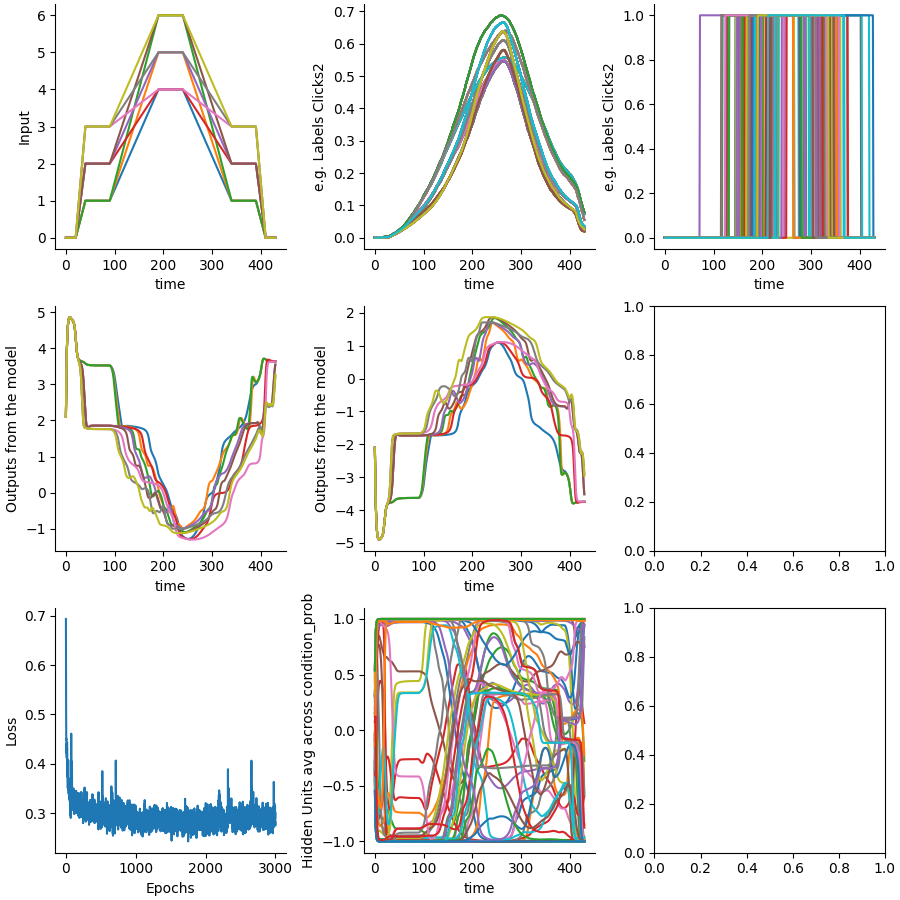 6
5
4
3
2
1
0
Input
0 100 200 300 400
time
0.7
0.6
0.5
0.4
0.3
0.2
0.1
0.0
e.g. Labels Clicks2
0 100 200 300 400
time
1.0
0.8
0.6
0.4
0.2
0.0
e.g. Labels Clicks2
0 100 200 300 400
time
5
4
3
2
1
0
−1
Outputs from the model
0 100 200 300 400
time
2
1
0
−1
−2
−3
−4
−5
Outputs from the model
0 100 200 300 400
time
1.0
0.8
0.6
0.4
0.2
0.0
0.0 0.2 0.4 0.6 0.8 1.0
0.7
0.6
0.5
0.4
0.3
Loss
0 1000 2000 3000
Epochs
1.0
0.5
0.0
−0.5
−1.0
Hidden Units avg across condition_prob
0 100 200 300 400
time
1.0
0.8
0.6
0.4
0.2
0.0
0.0 0.2 0.4 0.6 0.8 1.0